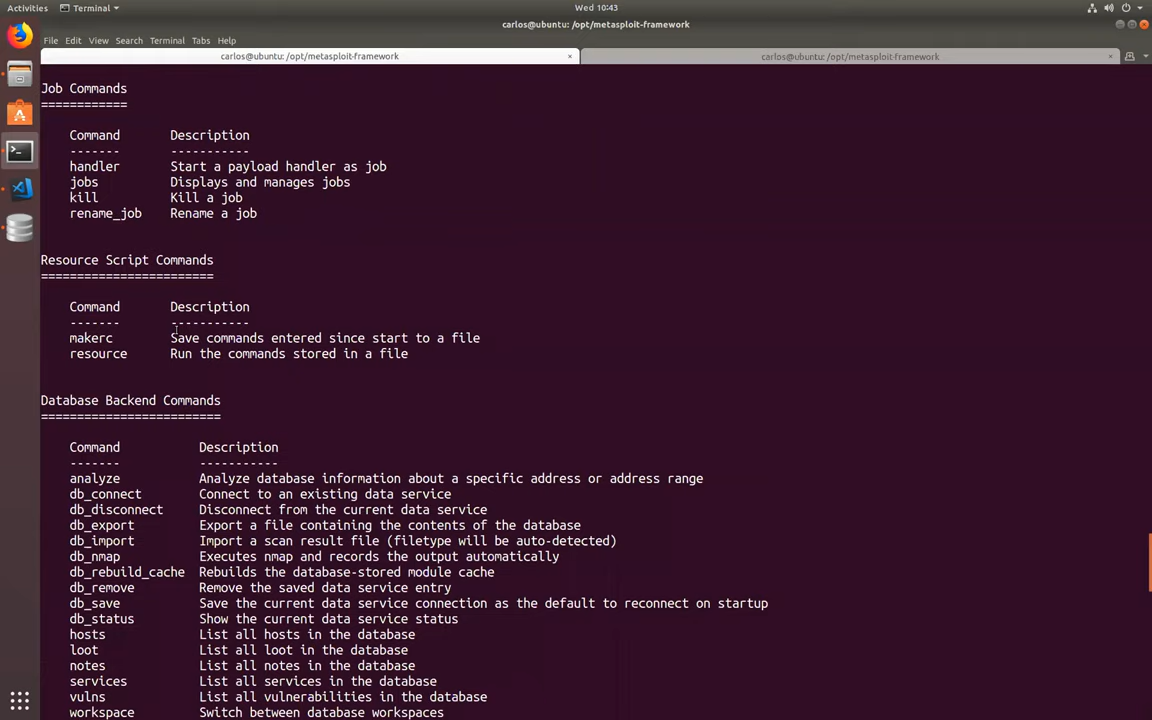 Activities
Terminal
Wed 10:43
carlos@ubuntu: /opt/metasploit-framework
File Edit View Search Terminal Tabs Help
carlos@ubuntu: /opt/metasploit-framework
carlos@ubuntu: /opt/metasploit-framework
Job Commands
============
Command Description
------- -----------
handler Start a payload handler as job
jobs Displays and manages jobs
kill Kill a job
rename_job Rename a job
Resource Script Commands
========================
Command Description
------- -----------
makerc Save commands entered since start to a file
resource Run the commands stored in a file
Database Backend Commands
=========================
Command Description
------- -----------
analyze Analyze database information about a specific address or address range
db_connect Connect to an existing data service
db_disconnect Disconnect from the current data service
db_export Export a file containing the contents of the database
db_import Import a scan result file (filetype will be auto-detected)
db_nmap Executes nmap and records the output automatically
db_rebuild_cache Rebuilds the database-stored module cache
db_remove Remove the saved data service entry
db_save Save the current data service connection as the default to reconnect on startup
db_status Show the current data service status
hosts List all hosts in the database
loot List all loot in the database
notes List all notes in the database
services List all services in the database
vulns List all vulnerabilities in the database
workspace Switch between database workspaces